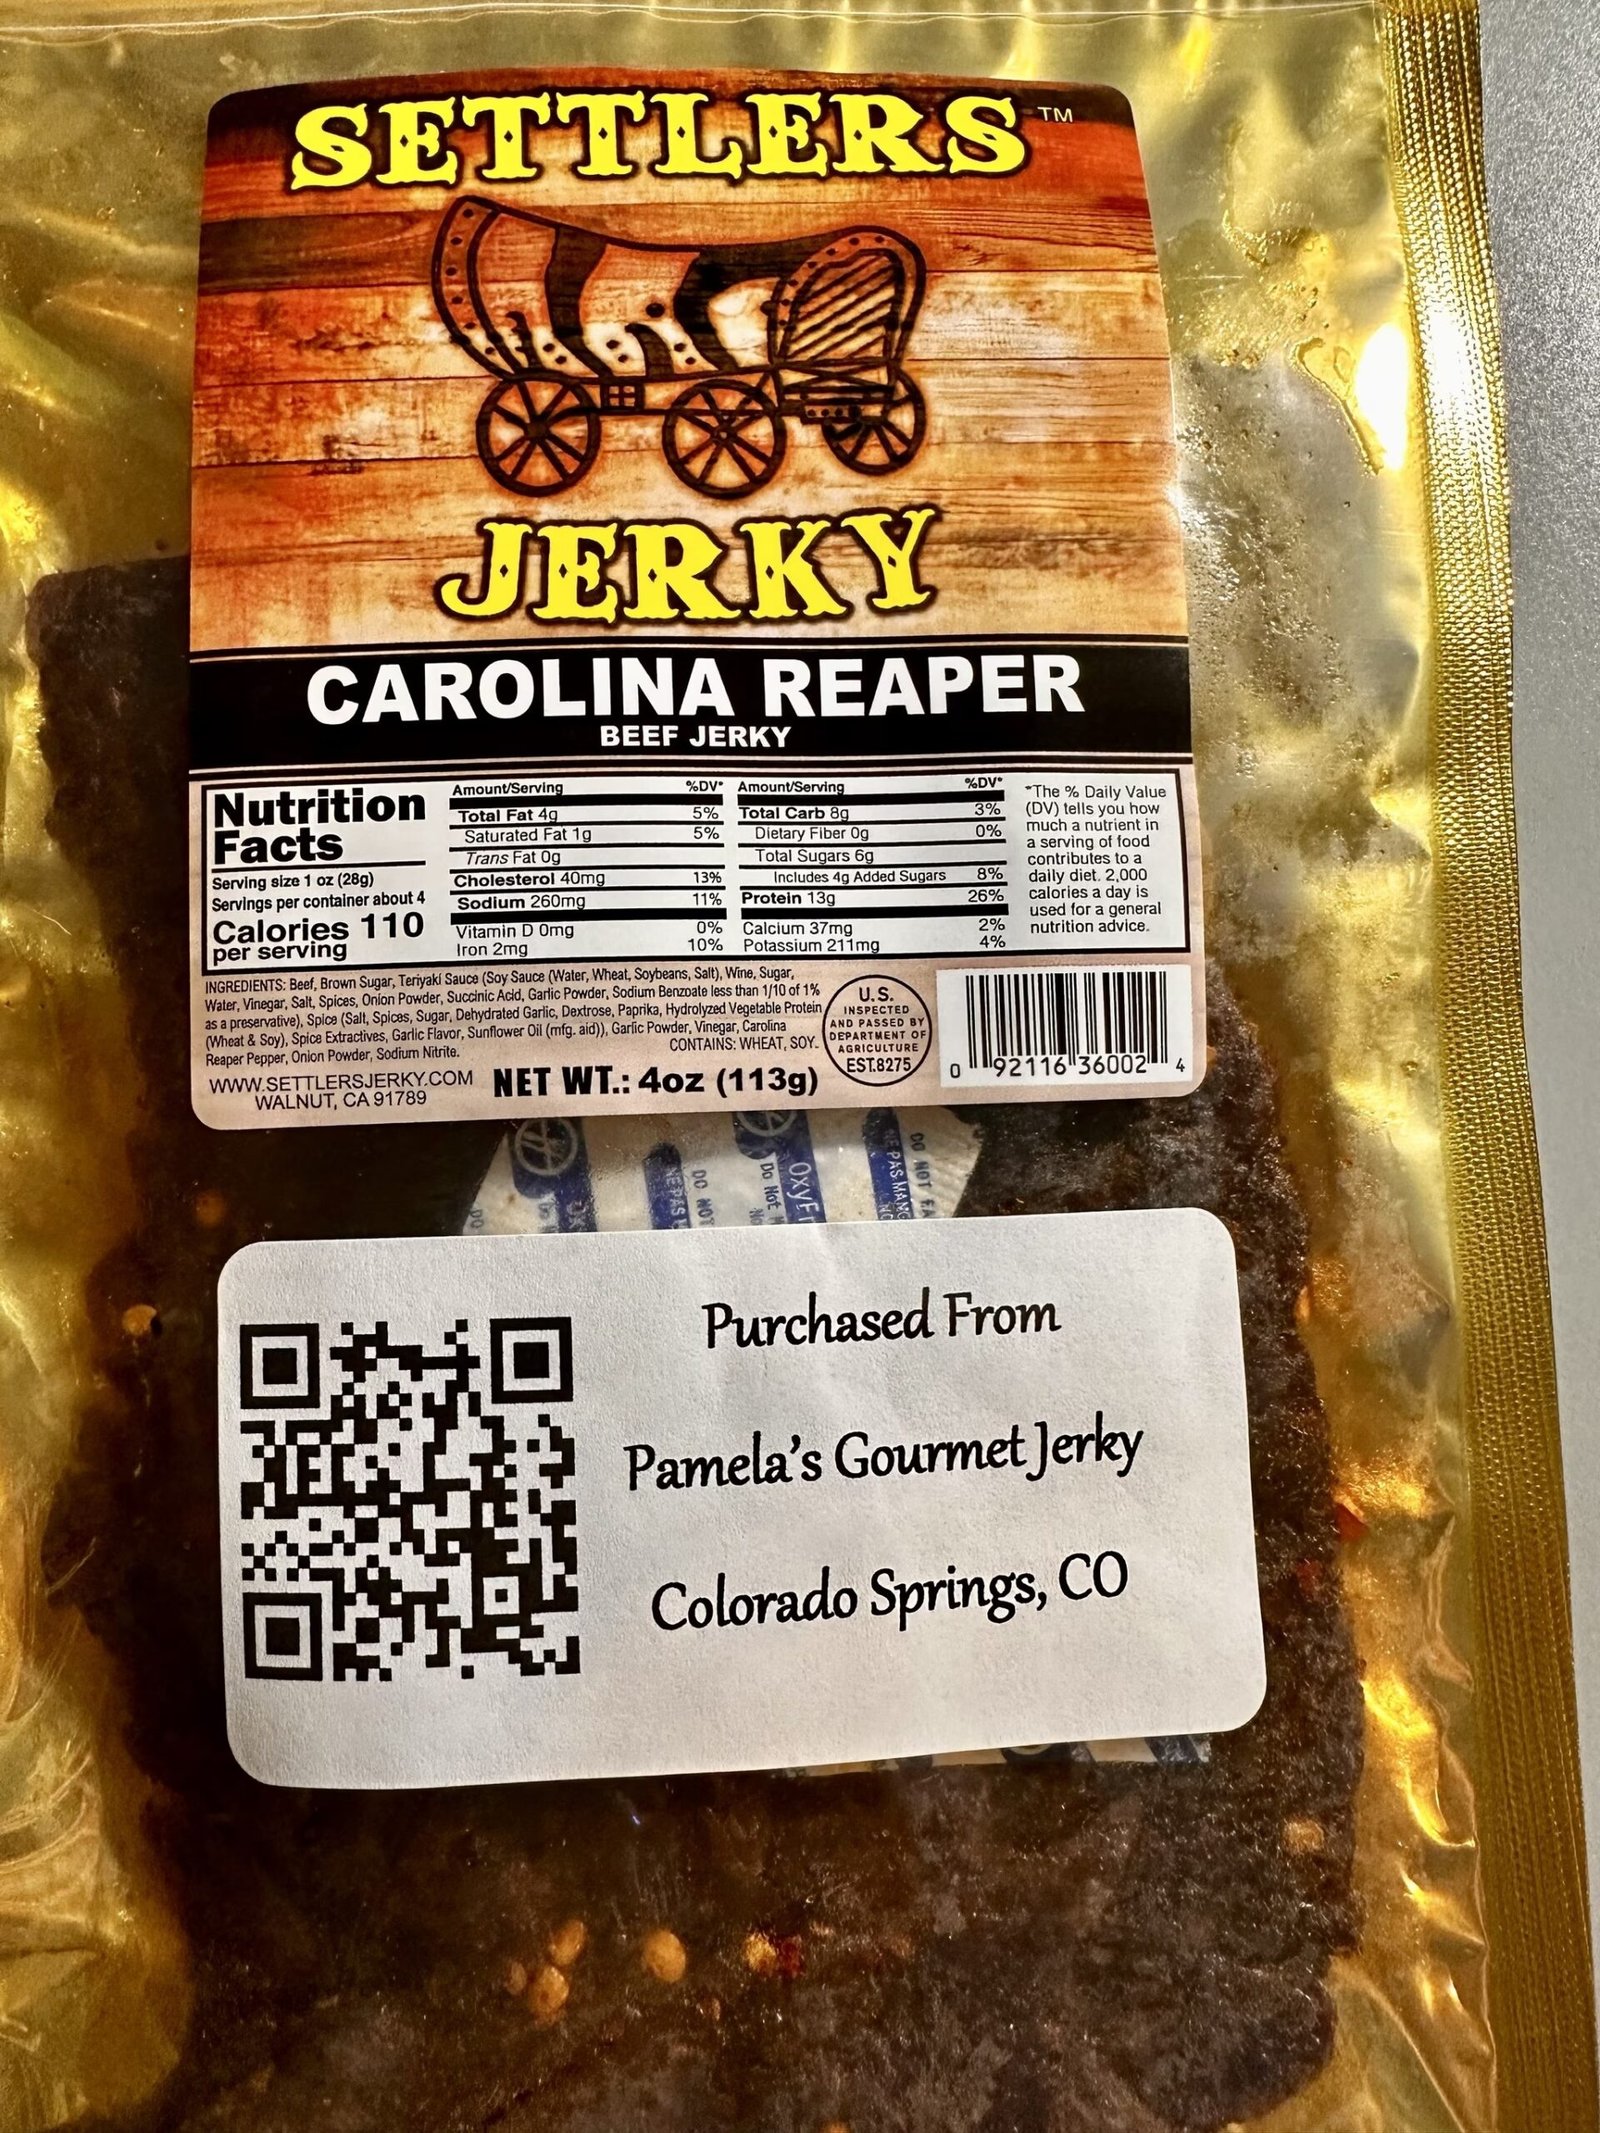 SETTLERS™
JERKY
CAROLINA REAPER
BEEF JERKY
Nutrition
Facts
Serving size 1 oz (28g)
Servings per container about 4
Calories 110
per serving
Amount/Serving %DV*
Total Fat 4g 5%
Saturated Fat 1g 5%
Trans Fat 0g
Cholesterol 40mg 13%
Sodium 260mg 11%
Vitamin D 0mg 0%
Iron 2mg 10%
Amount/Serving %DV*
Total Carb 8g 3%
Dietary Fiber 0g 0%
Total Sugars 6g
Includes 4g Added Sugars 8%
Protein 13g 26%
Calcium 37mg 2%
Potassium 211mg 4%
*The % Daily Value
(DV) tells you how
much a nutrient in
a serving of food
contributes to a
daily diet. 2,000
calories a day is
used for a general
nutrition advice.
INGREDIENTS: Beef, Brown Sugar, Teriyaki Sauce (Soy Sauce (Water, Wheat, Soybeans, Salt), Wine, Sugar,
Water, Vinegar, Salt, Spices, Onion Powder, Succinic Acid, Garlic Powder, Sodium Benzoate less than 1/10 of 1%
as a preservative), Spice (Salt, Spices, Sugar, Dehydrated Garlic, Dextrose, Paprika, Hydrolyzed Vegetable Protein
(Wheat & Soy), Spice Extractives, Garlic Flavor, Sunflower Oil (mfg. aid)), Garlic Powder, Vinegar, Carolina
Reaper Pepper, Onion Powder, Sodium Nitrite.
CONTAINS: WHEAT, SOY.
U.S.
INSPECTED
AND PASSED BY
DEPARTMENT OF
AGRICULTURE
EST.8275
0 92116 36002 4
WWW.SETTLERSJERKY.COM
WALNUT, CA 91789
NET WT.: 4oz (113g)
DO NOT
Do Not
DO NOT
Purchased From
Pamela's Gourmet Jerky
Colorado Springs, CO